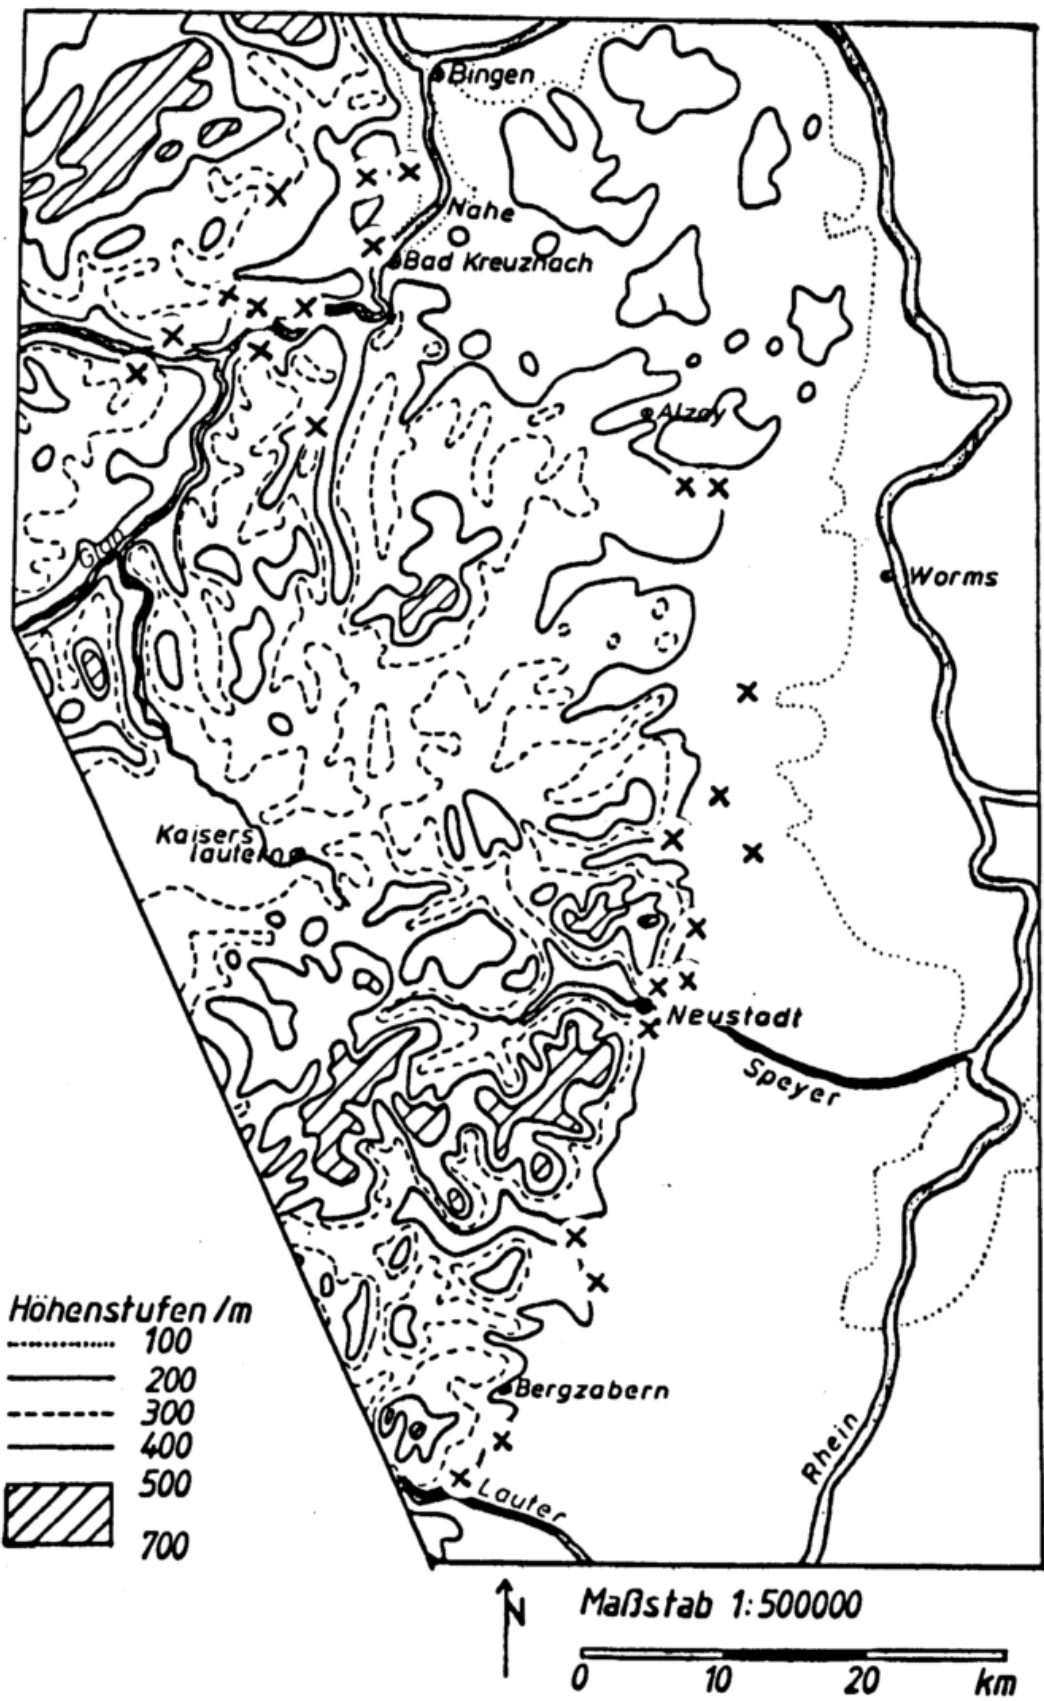 Bingen
Nahe
Bad Kreuznach
Alzey
Glan
Worms
Kaisers
lautern
Neustadt
Speyer
Höhenstufen /m
100
200
300
400
500
700
Bergzabern
Rhein
Lauter
N
Maßstab 1:500000
0 10 20 km